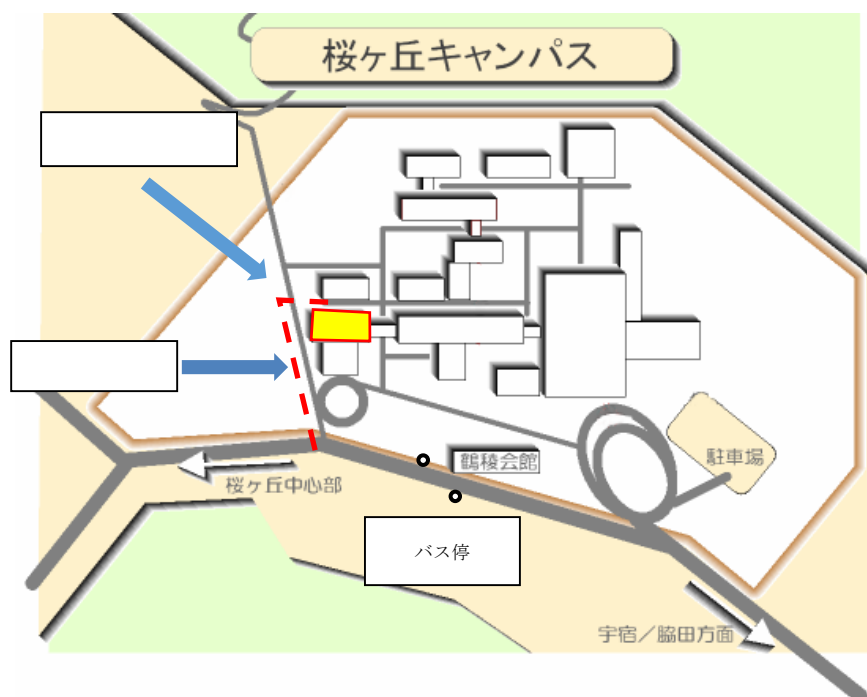 桜ヶ丘キャンパス
鶴稜会館
駐車場
桜ヶ丘中心部
バス停
宇宿／脇田方面